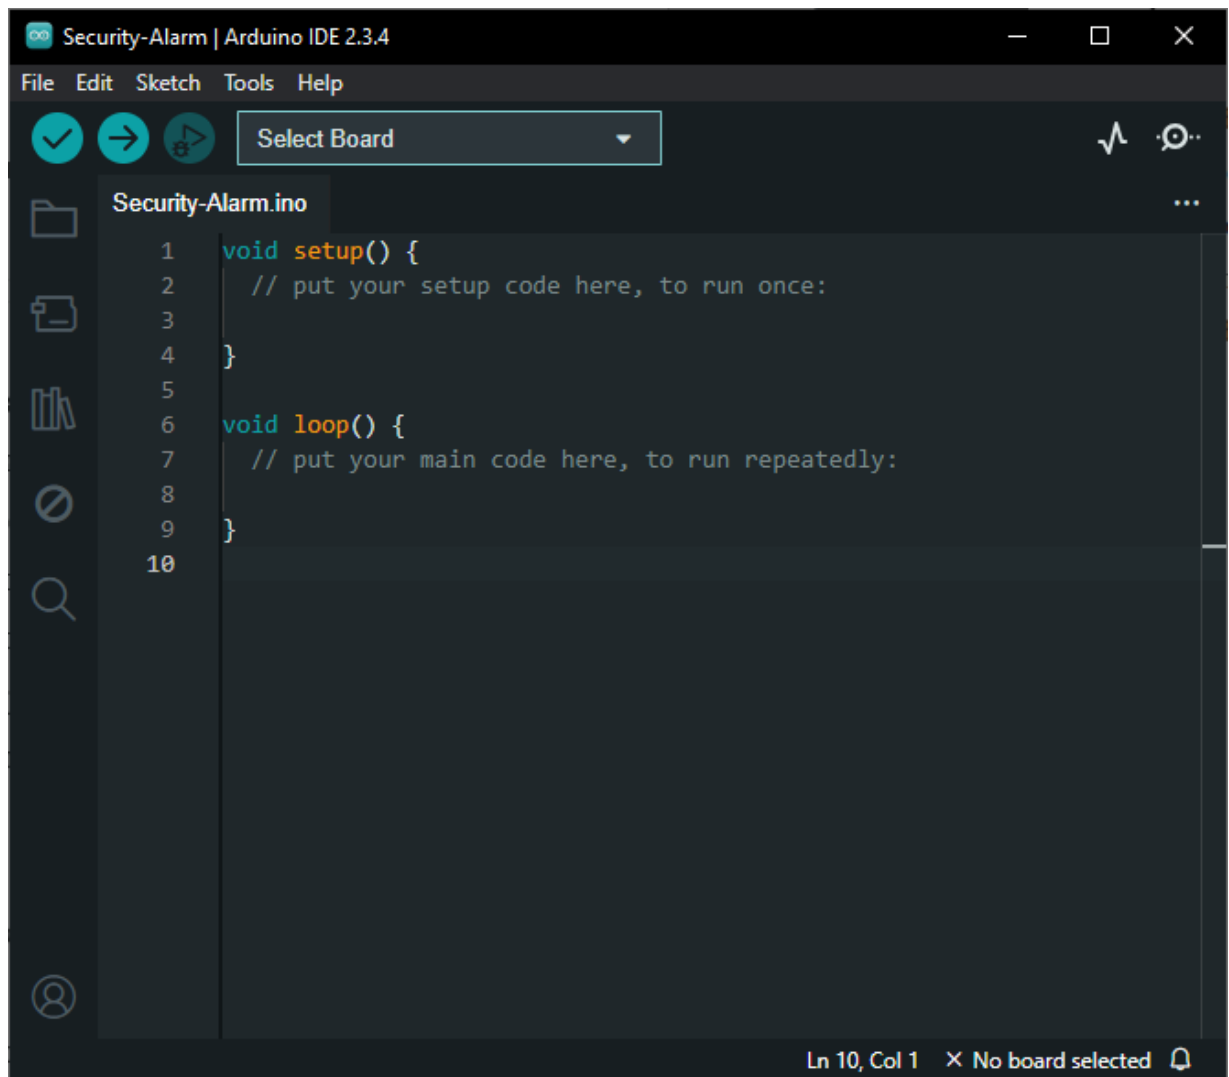 Security-Alarm | Arduino IDE 2.3.4
File Edit Sketch Tools Help
Select Board
Security-Alarm.ino
1 void setup() {
2 // put your setup code here, to run once:
3
4 }
5
6 void loop() {
7 // put your main code here, to run repeatedly:
8
9 }
10
Ln 10, Col 1 × No board selected